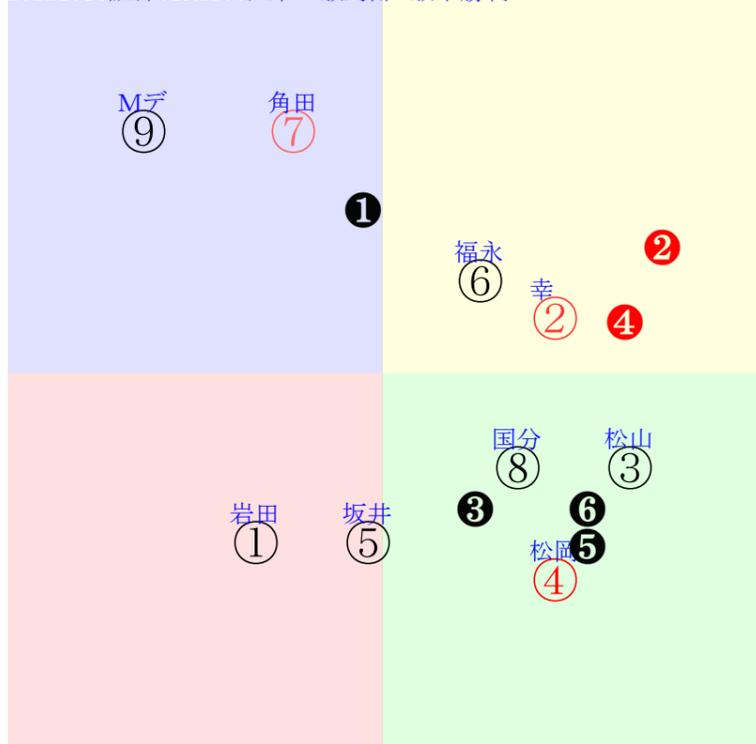 Mデ 角田
⑨ ⑦
❶
福永
❷
⑥
幸
② ❹
国分 松山
⑧ ③
岩田 坂井 ❸ ❻
① ⑤
松岡 ❺
④